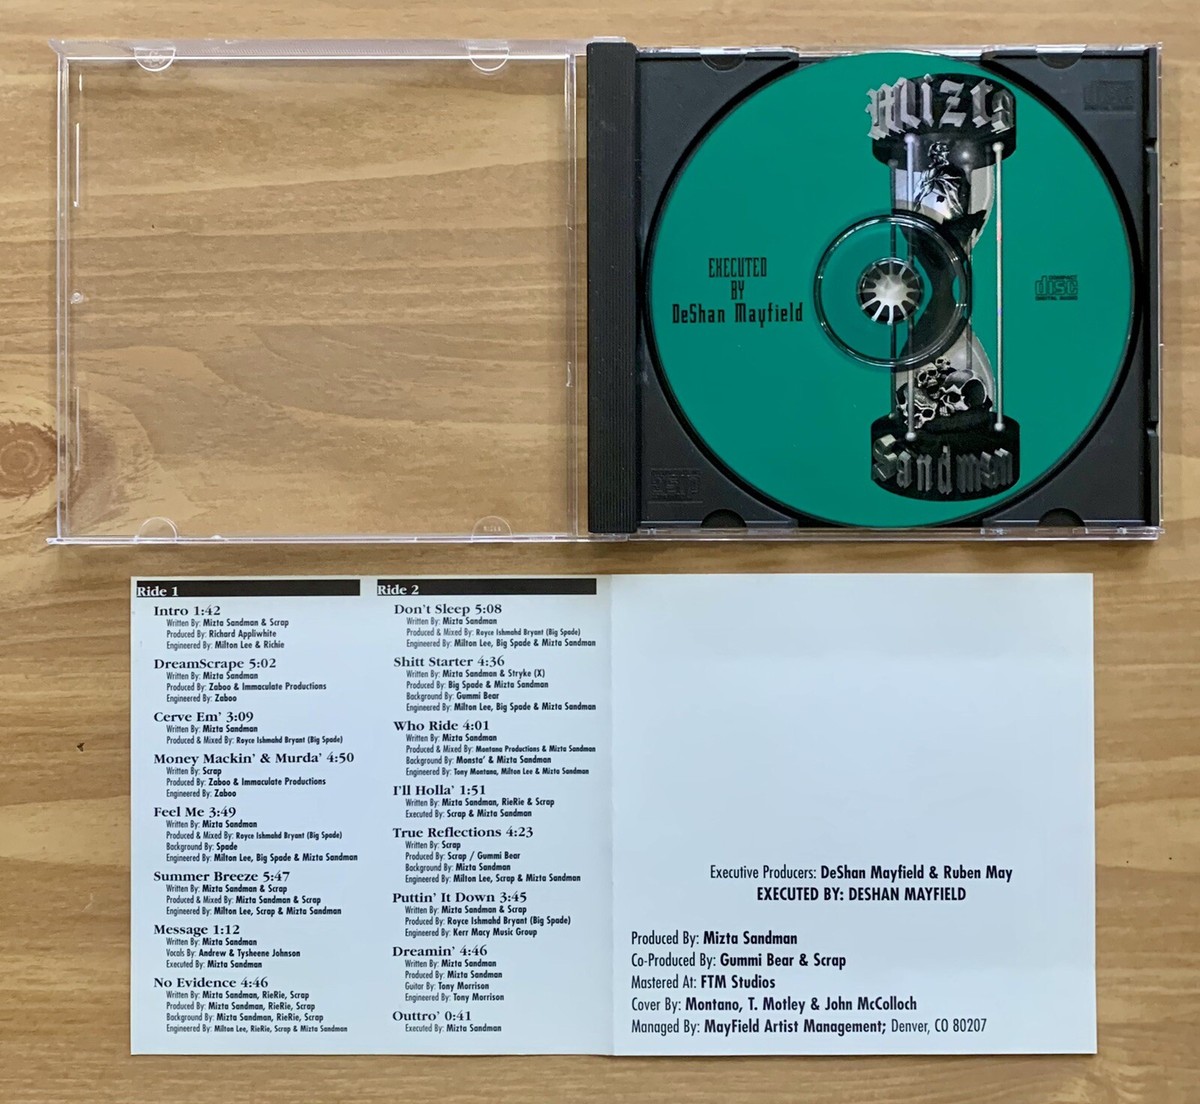 Mizta
EXECUTED
BY
DeShan Mayfield
COMPACT
disc
DIGITAL AUDIO
Sandman
Ride 1
Intro 1:42
Written By: Mizta Sandman & Scrap
Produced By: Richard Appliwhite
Engineered By: Milton Lee & Richie
DreamScrape 5:02
Written By: Mizta Sandman
Produced By: Zaboo & Immaculate Productions
Engineered By: Zaboo
Cerve Em' 3:09
Written By: Mizta Sandman
Produced & Mixed By: Royce Ishmahd Bryant (Big Spade)
Money Mackin' & Murda' 4:50
Written By: Scrap
Produced By: Zaboo & Immaculate Productions
Engineered By: Zaboo
Feel Me 3:49
Written By: Mizta Sandman
Produced & Mixed By: Royce Ishmahd Bryant (Big Spade)
Background By: Spade
Engineered By: Milton Lee, Big Spade & Mizta Sandman
Summer Breeze 5:47
Written By: Mizta Sandman & Scrap
Produced & Mixed By: Mizta Sandman & Scrap
Engineered By: Milton Lee, Scrap & Mizta Sandman
Message 1:12
Written By: Mizta Sandman
Vocals By: Andrew & Tysheene Johnson
Executed By: Mizta Sandman
No Evidence 4:46
Written By: Mizta Sandman, RieRie, Scrap
Produced By: Mizta Sandman, RieRie, Scrap
Background By: Mizta Sandman, RieRie, Scrap
Engineered By: Milton Lee, RieRie, Scrap & Mizta Sandman
Ride 2
Don't Sleep 5:08
Written By: Mizta Sandman
Produced & Mixed By: Royce Ishmahd Bryant (Big Spade)
Engineered By: Milton Lee, Big Spade & Mizta Sandman
Shitt Starter 4:36
Written By: Mizta Sandman & Stryke (X)
Produced By: Big Spade & Mizta Sandman
Background By: Gummi Bear
Engineered By: Milton Lee, Big Spade & Mizta Sandman
Who Ride 4:01
Written By: Mizta Sandman
Produced & Mixed By: Montana Productions & Mizta Sandman
Background By: Monsta' & Mizta Sandman
Engineered By: Tony Montana, Milton Lee & Mizta Sandman
I'll Holla' 1:51
Written By: Mizta Sandman, RieRie & Scrap
Executed By: Scrap & Mizta Sandman
True Reflections 4:23
Written By: Scrap
Produced By: Scrap / Gummi Bear
Background By: Mizta Sandman
Engineered By: Milton Lee, Scrap & Mizta Sandman
Puttin' It Down 3:45
Written By: Mizta Sandman & Scrap
Produced By: Royce Ishmahd Bryant (Big Spade)
Engineered By: Kerr Macy Music Group
Dreamin' 4:46
Written By: Mizta Sandman
Produced By: Mizta Sandman
Guitar By: Tony Morrison
Engineered By: Tony Morrison
Outtro' 0:41
Executed By: Mizta Sandman
Executive Producers: DeShan Mayfield & Ruben May
EXECUTED BY: DESHAN MAYFIELD
Produced By: Mizta Sandman
Co-Produced By: Gummi Bear & Scrap
Mastered At: FTM Studios
Cover By: Montano, T. Motley & John McColloch
Managed By: MayField Artist Management; Denver, CO 80207